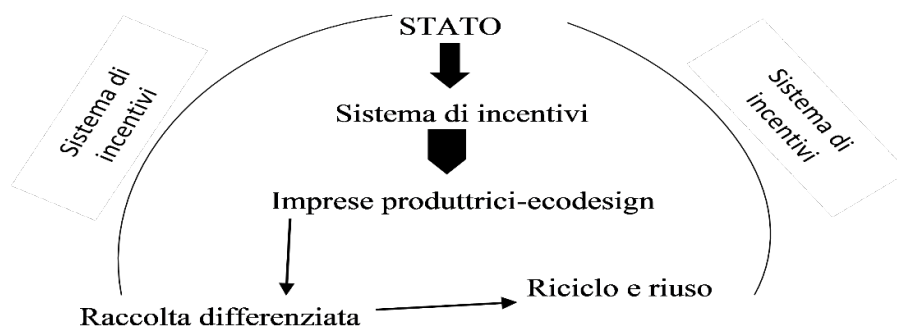 STATO
Sistema di
incentivi
Sistema di
incentivi
Sistema di incentivi
Imprese produttrici-ecodesign
Riciclo e riuso
Raccolta differenziata